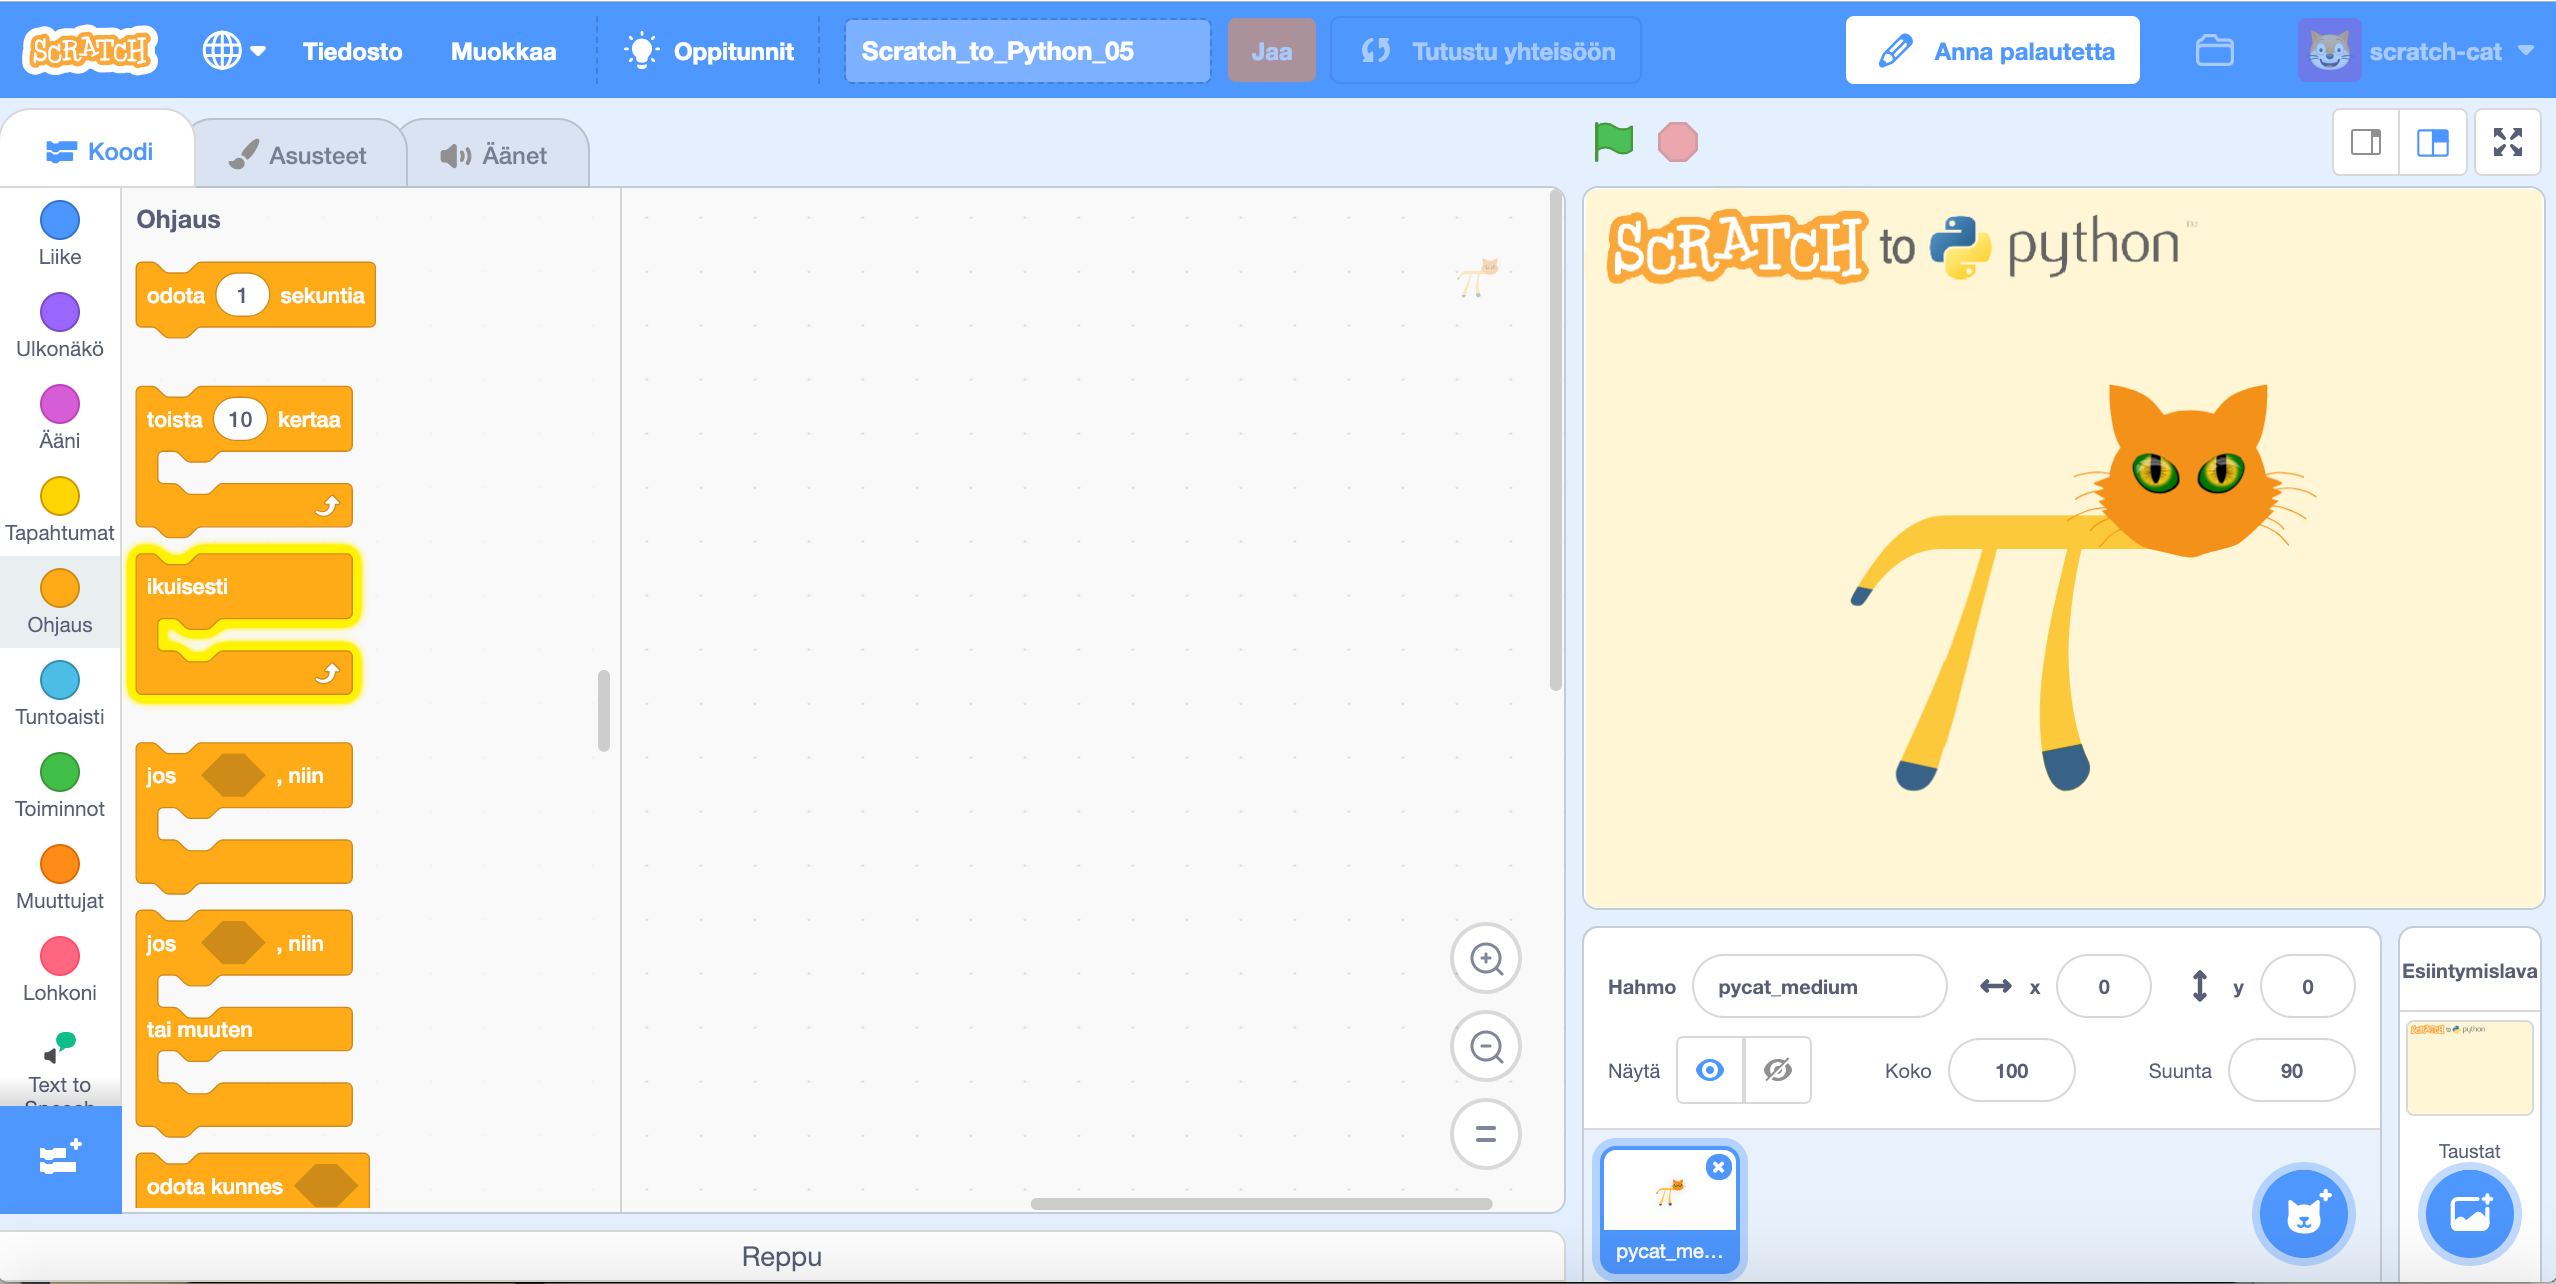 SCRATCH
Tiedosto
Muokkaa
Oppitunnit
Scratch_to_Python_05
Jaa
Tutustu yhteisöön
Anna palautetta
scratch-cat
Koodi
Asusteet
Äänet
Liike
Ulkonäkö
Ääni
Tapahtumat
Ohjaus
Tuntoaisti
Toiminnot
Muuttujat
Lohkoni
Text to
Speech
Ohjaus
odota 1 sekuntia
toista 10 kertaa
ikuisesti
jos , niin
jos , niin
tai muuten
odota kunnes
Reppu
SCRATCH to python™
Hahmo pycat_medium x 0 y 0
Näytä Koko 100 Suunta 90
pycat_me...
Esiintymislava
SCRATCH to python
Taustat